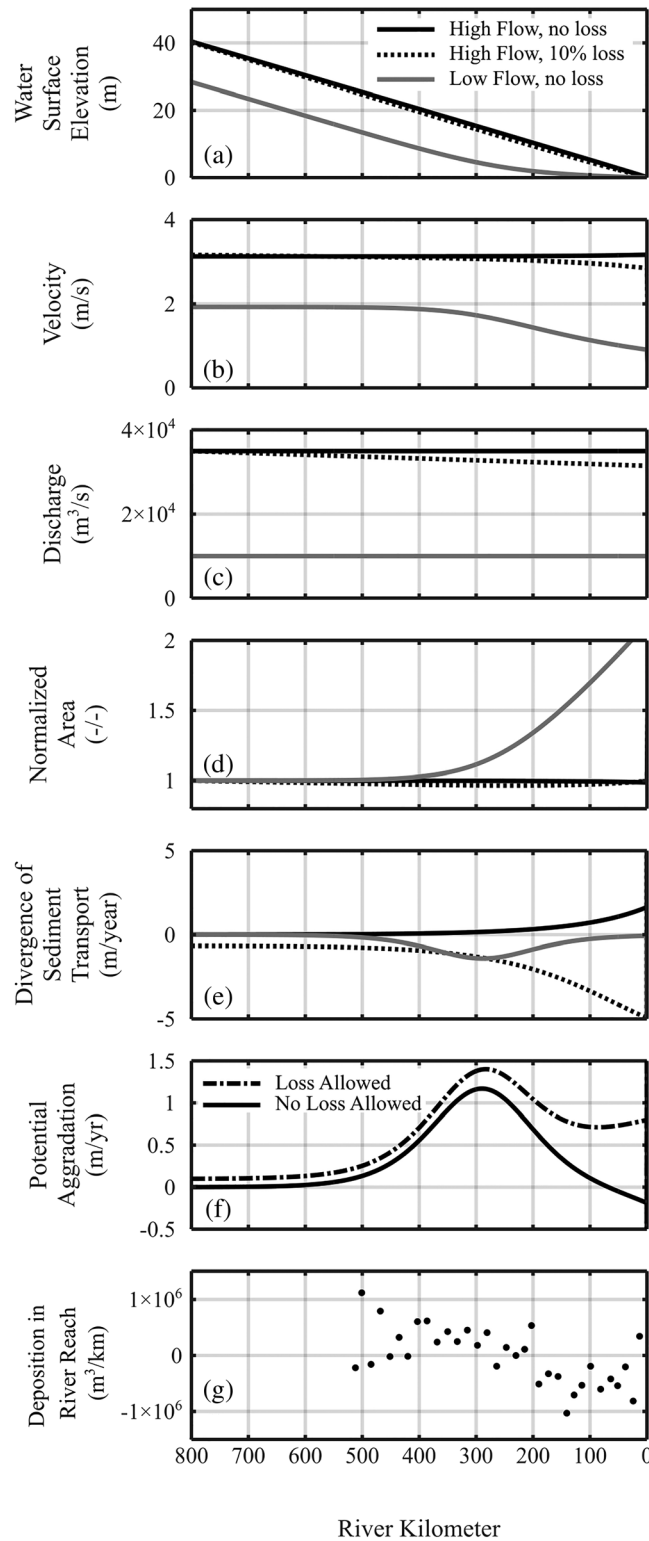 Water
Surface
Elevation
(m)
40
20
0
High Flow, no loss
High Flow, 10% loss
Low Flow, no loss
(a)
Velocity
(m/s)
4
2
0
(b)
Discharge
(m³/s)
4×10⁴
2×10⁴
0
(c)
Normalized
Area
(-/-)
2
1.5
1
(d)
Divergence of
Sediment
Transport
(m/year)
5
0
-5
(e)
Potential
Aggradation
(m/yr)
1.5
1
0.5
0
-0.5
Loss Allowed
No Loss Allowed
(f)
Deposition in
River Reach
(m³/km)
1×10⁶
0
-1×10⁶
(g)
800 700 600 500 400 300 200 100 0
River Kilometer